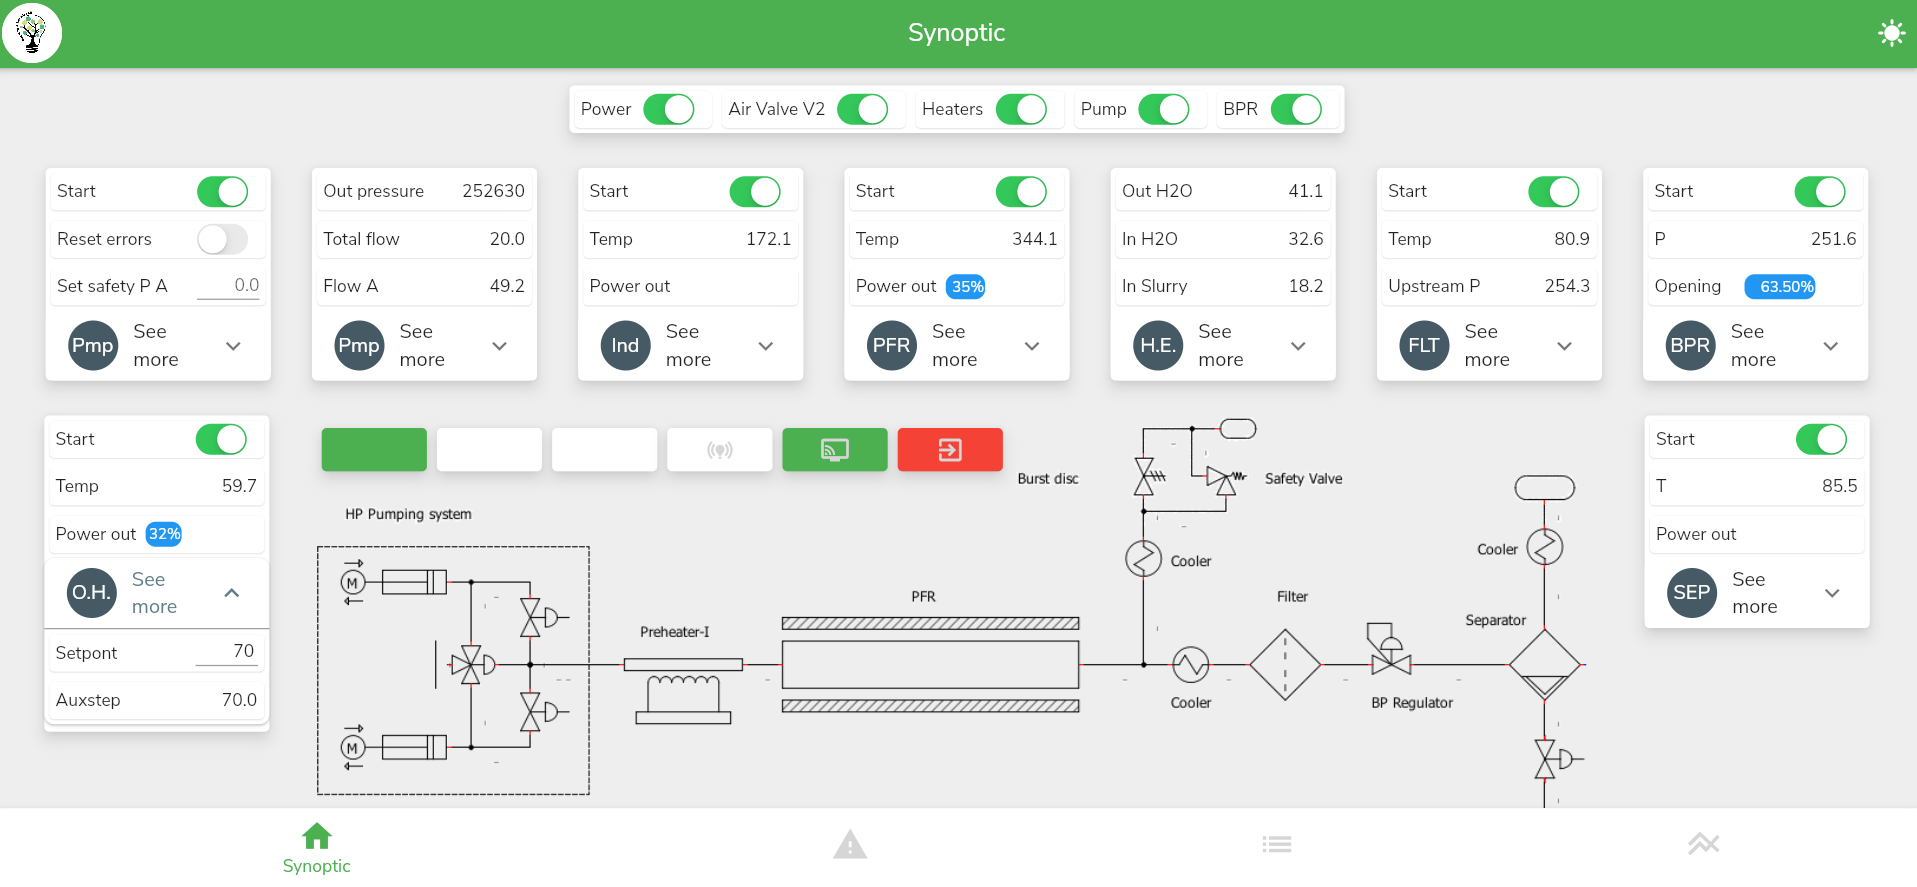 Synoptic
Power
Air Valve V2
Heaters
Pump
BPR
Start
Reset errors
Set safety P A 0.0
Pmp See more
Out pressure 252630
Total flow 20.0
Flow A 49.2
Pmp See more
Start
Temp 172.1
Power out
Ind See more
Start
Temp 344.1
Power out 35%
PFR See more
Out H2O 41.1
In H2O 32.6
In Slurry 18.2
H.E. See more
Start
Temp 80.9
Upstream P 254.3
FLT See more
Start
P 251.6
Opening 63.50%
BPR See more
Start
Temp 59.7
Power out 32%
O.H. See more
Setpont 70
Auxstep 70.0
Burst disc
Safety Valve
HP Pumping system
M
M
Preheater-I
PFR
Cooler
Cooler
Filter
BP Regulator
Cooler
Separator
Start
T 85.5
Power out
SEP See more
Synoptic